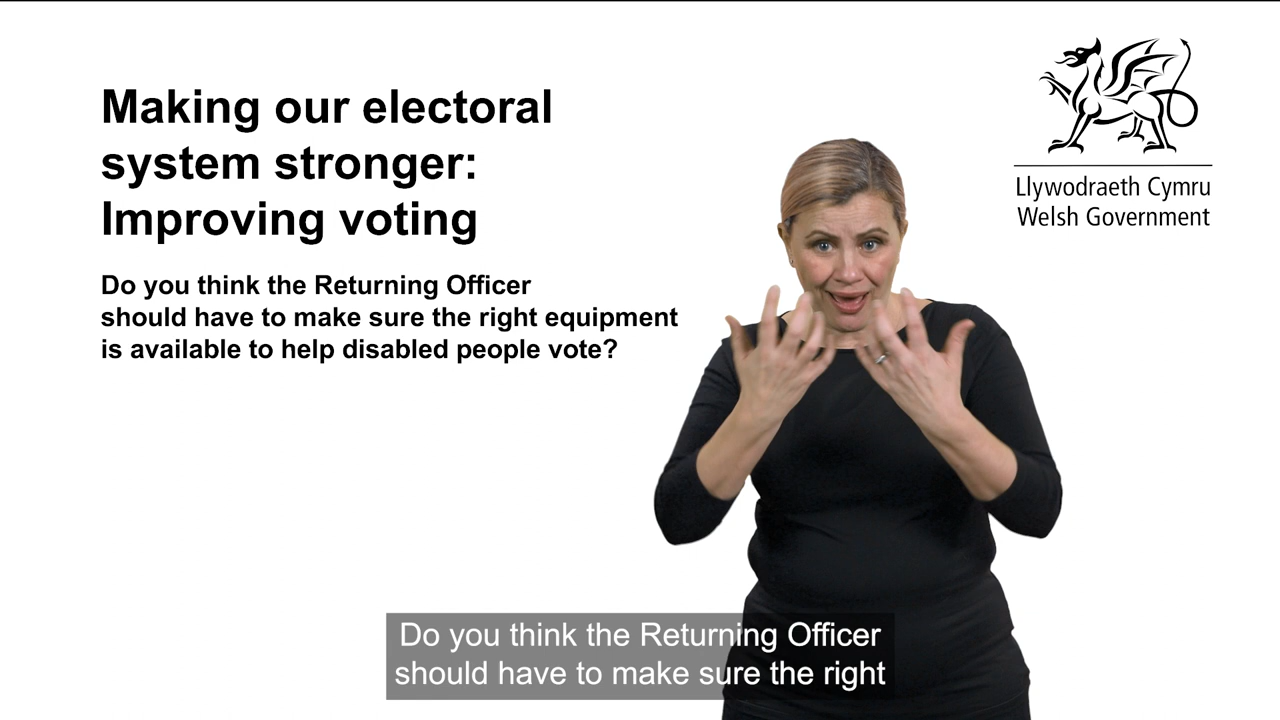 Making our electoral
system stronger:
Improving voting
Do you think the Returning Officer
should have to make sure the right equipment
is available to help disabled people vote?
Llywodraeth Cymru
Welsh Government
Do you think the Returning Officer
should have to make sure the right